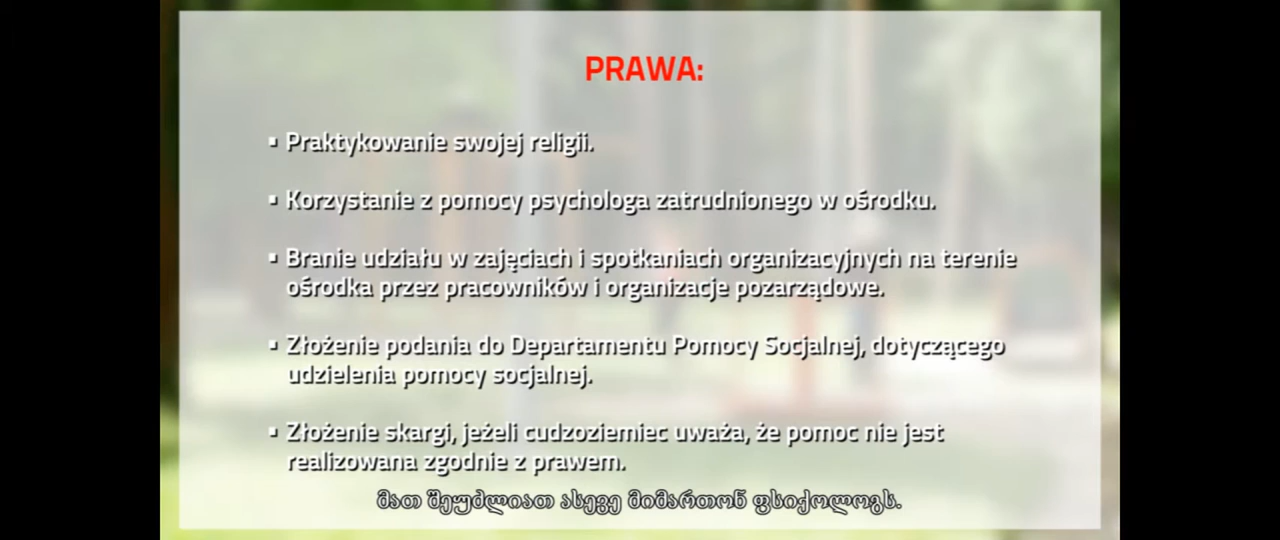 PRAWA:
▪ Praktykowanie swojej religii.
▪ Korzystanie z pomocy psychologa zatrudnionego w ośrodku.
▪ Branie udziału w zajęciach i spotkaniach organizacyjnych na terenie
ośrodka przez pracowników i organizacje pozarządowe.
▪ Złożenie podania do Departamentu Pomocy Socjalnej, dotyczącego
udzielenia pomocy socjalnej.
▪ Złożenie skargi, jeżeli cudzoziemiec uważa, że pomoc nie jest
realizowana zgodnie z prawem.
მათ შეუძლიათ ასევე მიმართონ ფსიქოლოგს.